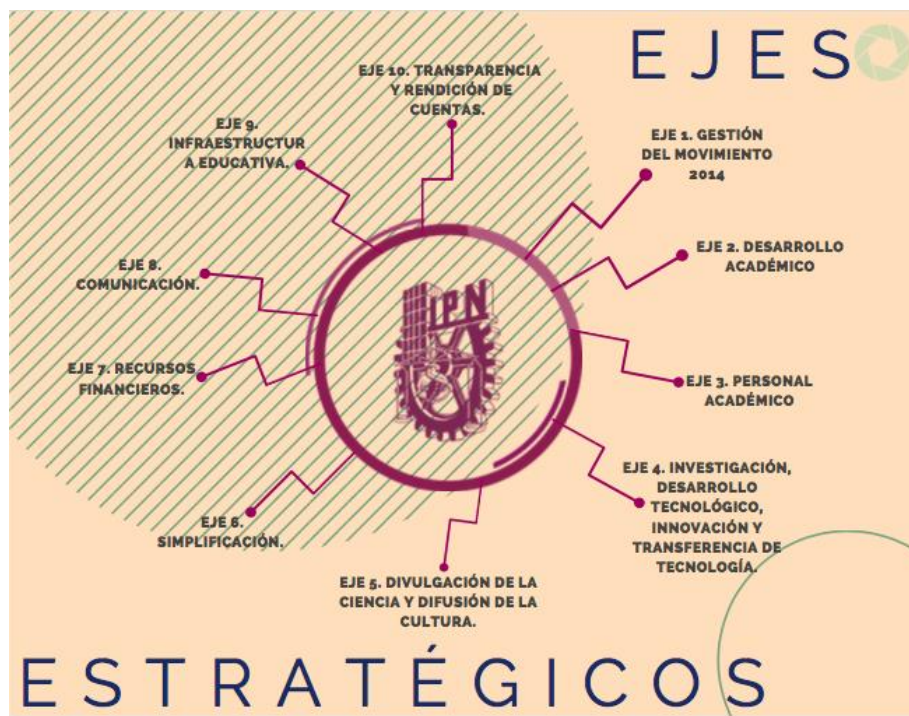 EJES
EJE 10. TRANSPARENCIA
Y RENDICIÓN DE
CUENTAS.
EJE 1. GESTIÓN
DEL MOVIMIENTO
2014
EJE 2. DESARROLLO
ACADÉMICO
EJE 3. PERSONAL
ACADÉMICO
EJE 4. INVESTIGACIÓN,
DESARROLLO
TECNOLÓGICO,
INNOVACIÓN Y
TRANSFERENCIA DE
TECNOLOGÍA.
EJE 5. DIVULGACIÓN DE LA
CIENCIA Y DIFUSIÓN DE LA
CULTURA.
EJE 6.
SIMPLIFICACIÓN.
EJE 7. RECURSOS
FINANCIEROS.
EJE 8.
COMUNICACIÓN.
EJE 9.
INFRAESTRUCTUR
A EDUCATIVA.
IPN
ESTRATÉGICOS